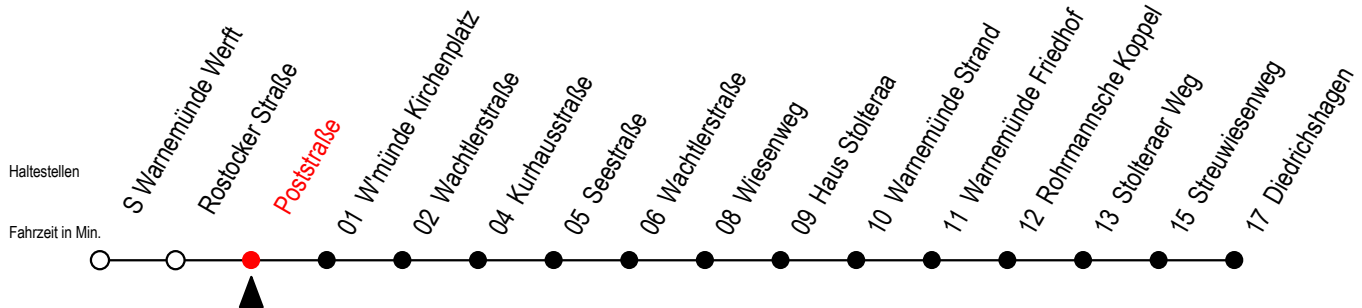 Haltestellen
Fahrzeit in Min.
S Warnemünde Werft
Rostocker Straße
Poststraße
01 W'münde Kirchenplatz
02 Wachtlerstraße
04 Kurhausstraße
05 Seestraße
06 Wachtlerstraße
08 Wiesenweg
09 Haus Stolteraa
10 Warnemünde Strand
11 Warnemünde Friedhof
12 Rohrmannsche Koppel
13 Stolteraer Weg
15 Streuwiesenweg
17 Diedrichshagen